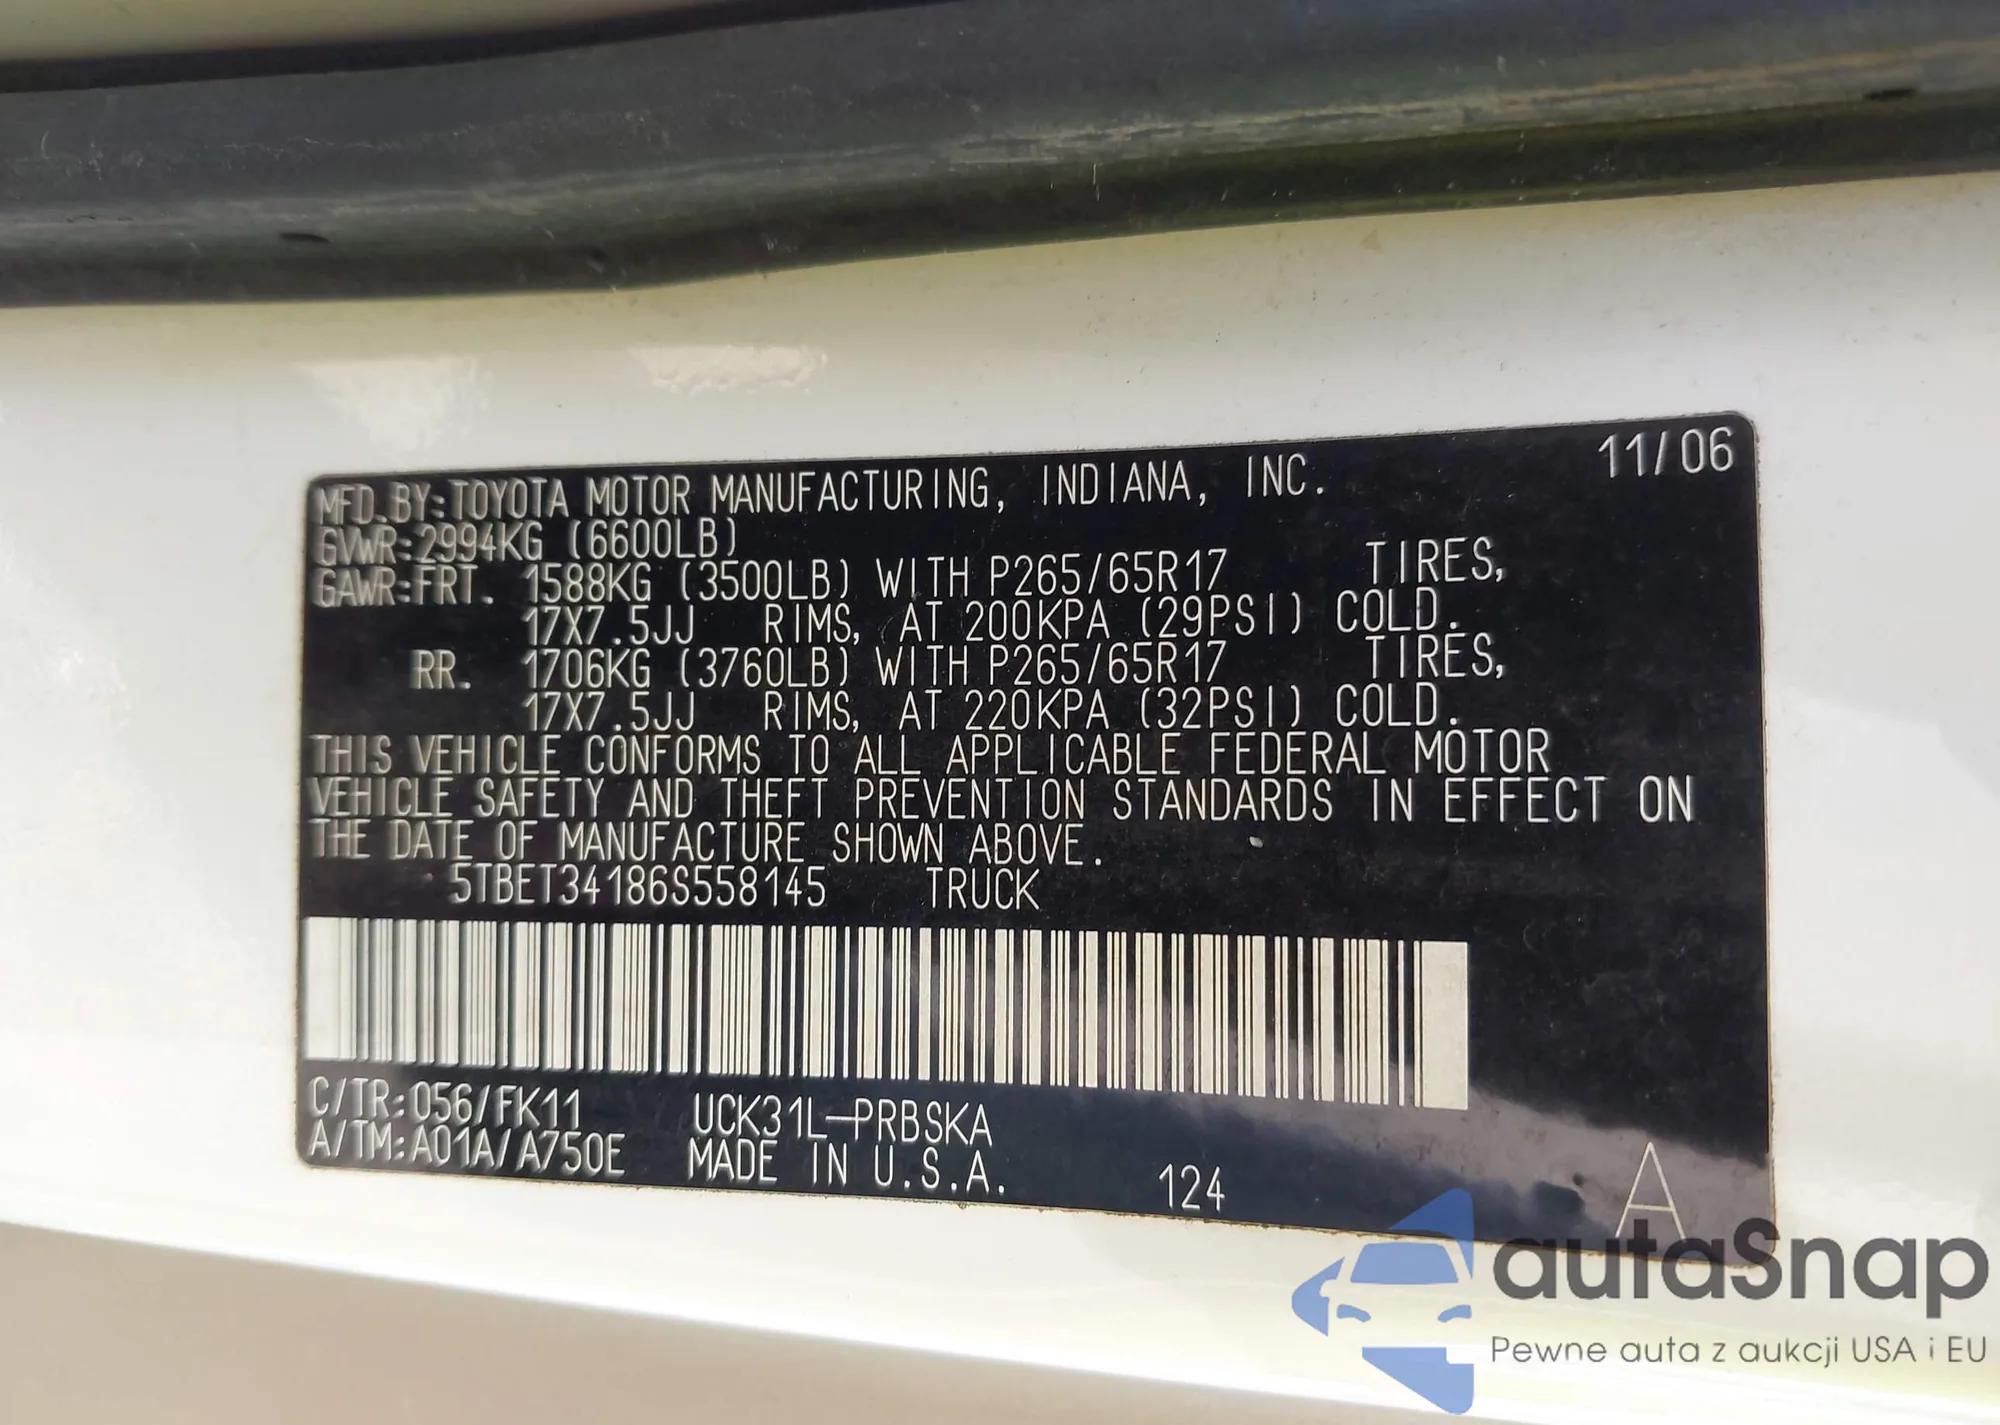 11/06
MFD. BY: TOYOTA MOTOR MANUFACTURING, INDIANA, INC.
GVWR: 2994KG (6600LB)
GAWR: FRT. 1588KG (3500LB) WITH P265/65R17 TIRES,
17X7.5JJ RIMS, AT 200KPA (29PSI) COLD.
RR. 1706KG (3760LB) WITH P265/65R17 TIRES,
17X7.5JJ RIMS, AT 220KPA (32PSI) COLD.
THIS VEHICLE CONFORMS TO ALL APPLICABLE FEDERAL MOTOR
VEHICLE SAFETY AND THEFT PREVENTION STANDARDS IN EFFECT ON
THE DATE OF MANUFACTURE SHOWN ABOVE.
5TBET34186S558145 TRUCK
C/TR: 056/FK11 UCK31L-PRBSKA
A/TM: A01A/A750E MADE IN U.S.A. 124 A
autaSnap
Pewne auta z aukcji USA i EU